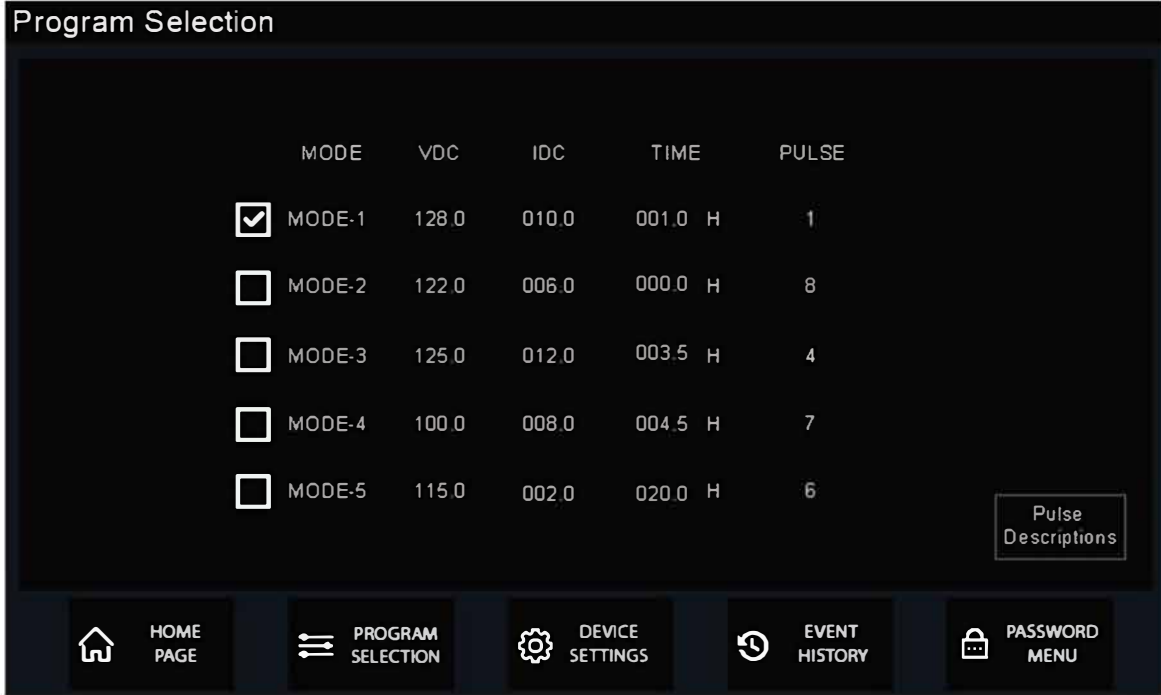 Program Selection
MODE VDC IDC TIME PULSE
MODE-1 128.0 010.0 001.0 H 1
MODE-2 122.0 006.0 000.0 H 8
MODE-3 125.0 012.0 003.5 H 4
MODE-4 100.0 008.0 004.5 H 7
MODE-5 115.0 002.0 020.0 H 6
Pulse
Descriptions
HOME
PAGE
PROGRAM
SELECTION
DEVICE
SETTINGS
EVENT
HISTORY
PASSWORD
MENU